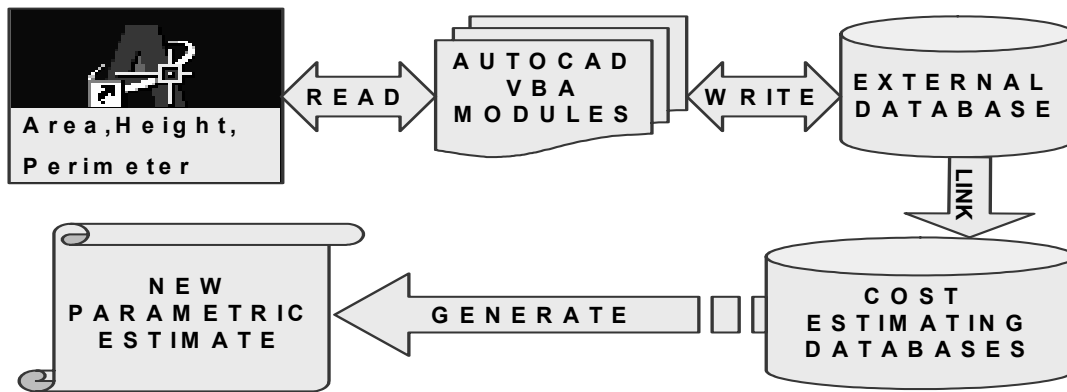 Area,Height,
Perimeter
READ
AUTOCAD
VBA
MODULES
WRITE
EXTERNAL
DATABASE
LINK
NEW
PARAMETRIC
ESTIMATE
GENERATE
COST
ESTIMATING
DATABASES